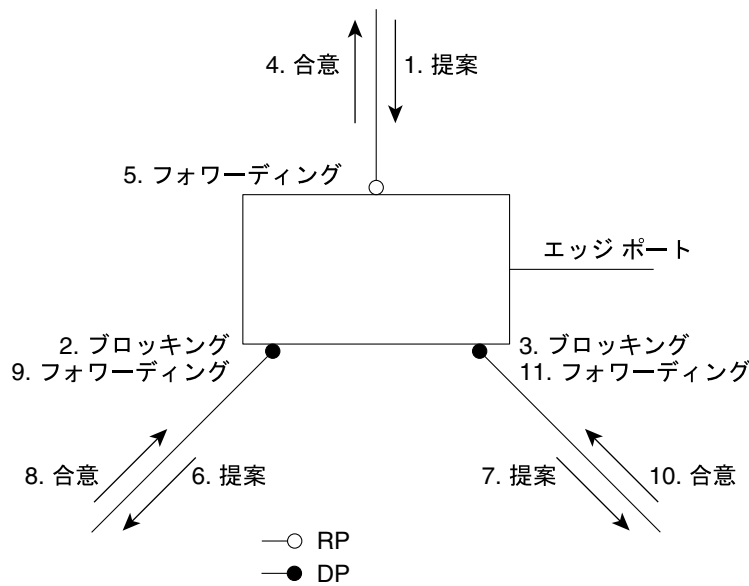 4. 合意
1. 提案
5. フォワーディング
エッジ ポート
2. ブロッキング
9. フォワーディング
3. ブロッキング
11. フォワーディング
8. 合意
6. 提案
7. 提案
10. 合意
RP
DP